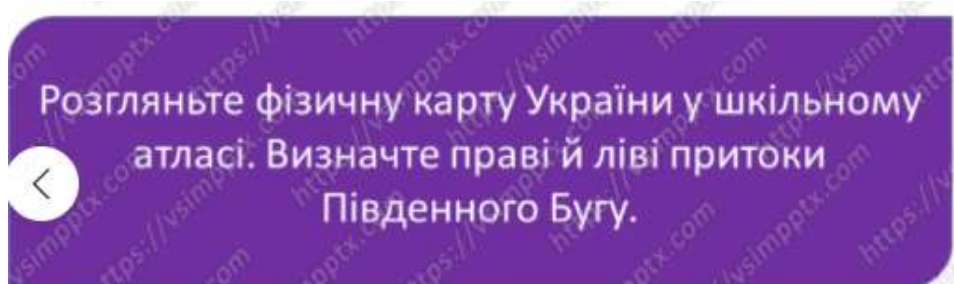 Розгляньте фізичну карту України у шкільному
атласі. Визначте праві й ліві притоки
Південного Бугу.